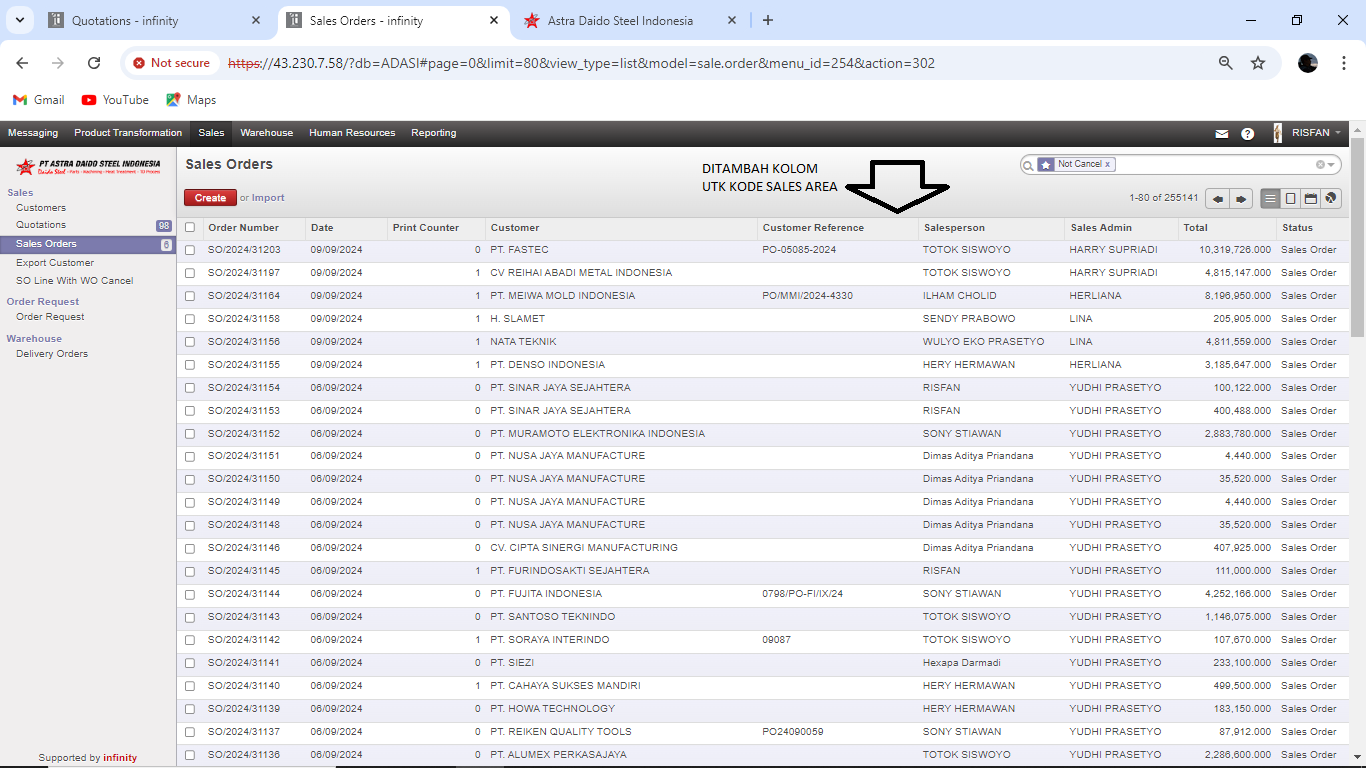 Quotations - infinity
Sales Orders - infinity
Astra Daido Steel Indonesia
Not secure https://43.230.7.58/?db=ADASI#page=0&limit=80&view_type=list&model=sale.order&menu_id=254&action=302
Gmail YouTube Maps
Messaging Product Transformation Sales Warehouse Human Resources Reporting RISFAN
PT ASTRA DAIDO STEEL INDONESIA
Sales
Customers
Quotations 98
Sales Orders 6
Export Customer
SO Line With WO Cancel
Order Request
Order Request
Warehouse
Delivery Orders
Supported by infinity
Sales Orders
DITAMBAH KOLOM
UTK KODE SALES AREA
Not Cancel x
Create or Import
1-80 of 255141
Order Number Date Print Counter Customer Customer Reference Salesperson Sales Admin Total Status
SO/2024/31203 09/09/2024 0 PT. FASTEC PO-05085-2024 TOTOK SISWOYO HARRY SUPRIADI 10,319,726.000 Sales Order
SO/2024/31197 09/09/2024 1 CV REIHAI ABADI METAL INDONESIA TOTOK SISWOYO HARRY SUPRIADI 4,815,147.000 Sales Order
SO/2024/31164 09/09/2024 1 PT. MEIWA MOLD INDONESIA PO/MMI/2024-4330 ILHAM CHOLID HERLIANA 8,196,950.000 Sales Order
SO/2024/31158 09/09/2024 1 H. SLAMET SENDY PRABOWO LINA 205,905.000 Sales Order
SO/2024/31156 09/09/2024 1 NATA TEKNIK WULYO EKO PRASETYO LINA 4,811,559.000 Sales Order
SO/2024/31155 09/09/2024 1 PT. DENSO INDONESIA HERY HERMAWAN HERLIANA 3,185,647.000 Sales Order
SO/2024/31154 06/09/2024 0 PT. SINAR JAYA SEJAHTERA RISFAN YUDHI PRASETYO 100,122.000 Sales Order
SO/2024/31153 06/09/2024 0 PT. SINAR JAYA SEJAHTERA RISFAN YUDHI PRASETYO 400,488.000 Sales Order
SO/2024/31152 06/09/2024 0 PT. MURAMOTO ELEKTRONIKA INDONESIA SONY STIAWAN YUDHI PRASETYO 2,883,780.000 Sales Order
SO/2024/31151 06/09/2024 0 PT. NUSA JAYA MANUFACTURE Dimas Aditya Priandana YUDHI PRASETYO 4,440.000 Sales Order
SO/2024/31150 06/09/2024 0 PT. NUSA JAYA MANUFACTURE Dimas Aditya Priandana YUDHI PRASETYO 35,520.000 Sales Order
SO/2024/31149 06/09/2024 0 PT. NUSA JAYA MANUFACTURE Dimas Aditya Priandana YUDHI PRASETYO 4,440.000 Sales Order
SO/2024/31148 06/09/2024 0 PT. NUSA JAYA MANUFACTURE Dimas Aditya Priandana YUDHI PRASETYO 35,520.000 Sales Order
SO/2024/31146 06/09/2024 0 CV. CIPTA SINERGI MANUFACTURING Dimas Aditya Priandana YUDHI PRASETYO 407,925.000 Sales Order
SO/2024/31145 06/09/2024 1 PT. FURINDOSAKTI SEJAHTERA RISFAN YUDHI PRASETYO 111,000.000 Sales Order
SO/2024/31144 06/09/2024 0 PT. FUJITA INDONESIA 0798/PO-FI/IX/24 SONY STIAWAN YUDHI PRASETYO 4,252,166.000 Sales Order
SO/2024/31143 06/09/2024 0 PT. SANTOSO TEKNINDO TOTOK SISWOYO YUDHI PRASETYO 1,146,075.000 Sales Order
SO/2024/31142 06/09/2024 1 PT. SORAYA INTERINDO 09087 TOTOK SISWOYO YUDHI PRASETYO 107,670.000 Sales Order
SO/2024/31141 06/09/2024 0 PT. SIEZI Hexapa Darmadi YUDHI PRASETYO 233,100.000 Sales Order
SO/2024/31140 06/09/2024 1 PT. CAHAYA SUKSES MANDIRI HERY HERMAWAN YUDHI PRASETYO 499,500.000 Sales Order
SO/2024/31139 06/09/2024 0 PT. HOWA TECHNOLOGY HERY HERMAWAN YUDHI PRASETYO 183,150.000 Sales Order
SO/2024/31137 06/09/2024 0 PT. REIKEN QUALITY TOOLS PO24090059 SONY STIAWAN YUDHI PRASETYO 87,912.000 Sales Order
SO/2024/31136 06/09/2024 0 PT. ALUMEX PERKASAJAYA TOTOK SISWOYO YUDHI PRASETYO 2,286,600.000 Sales Order